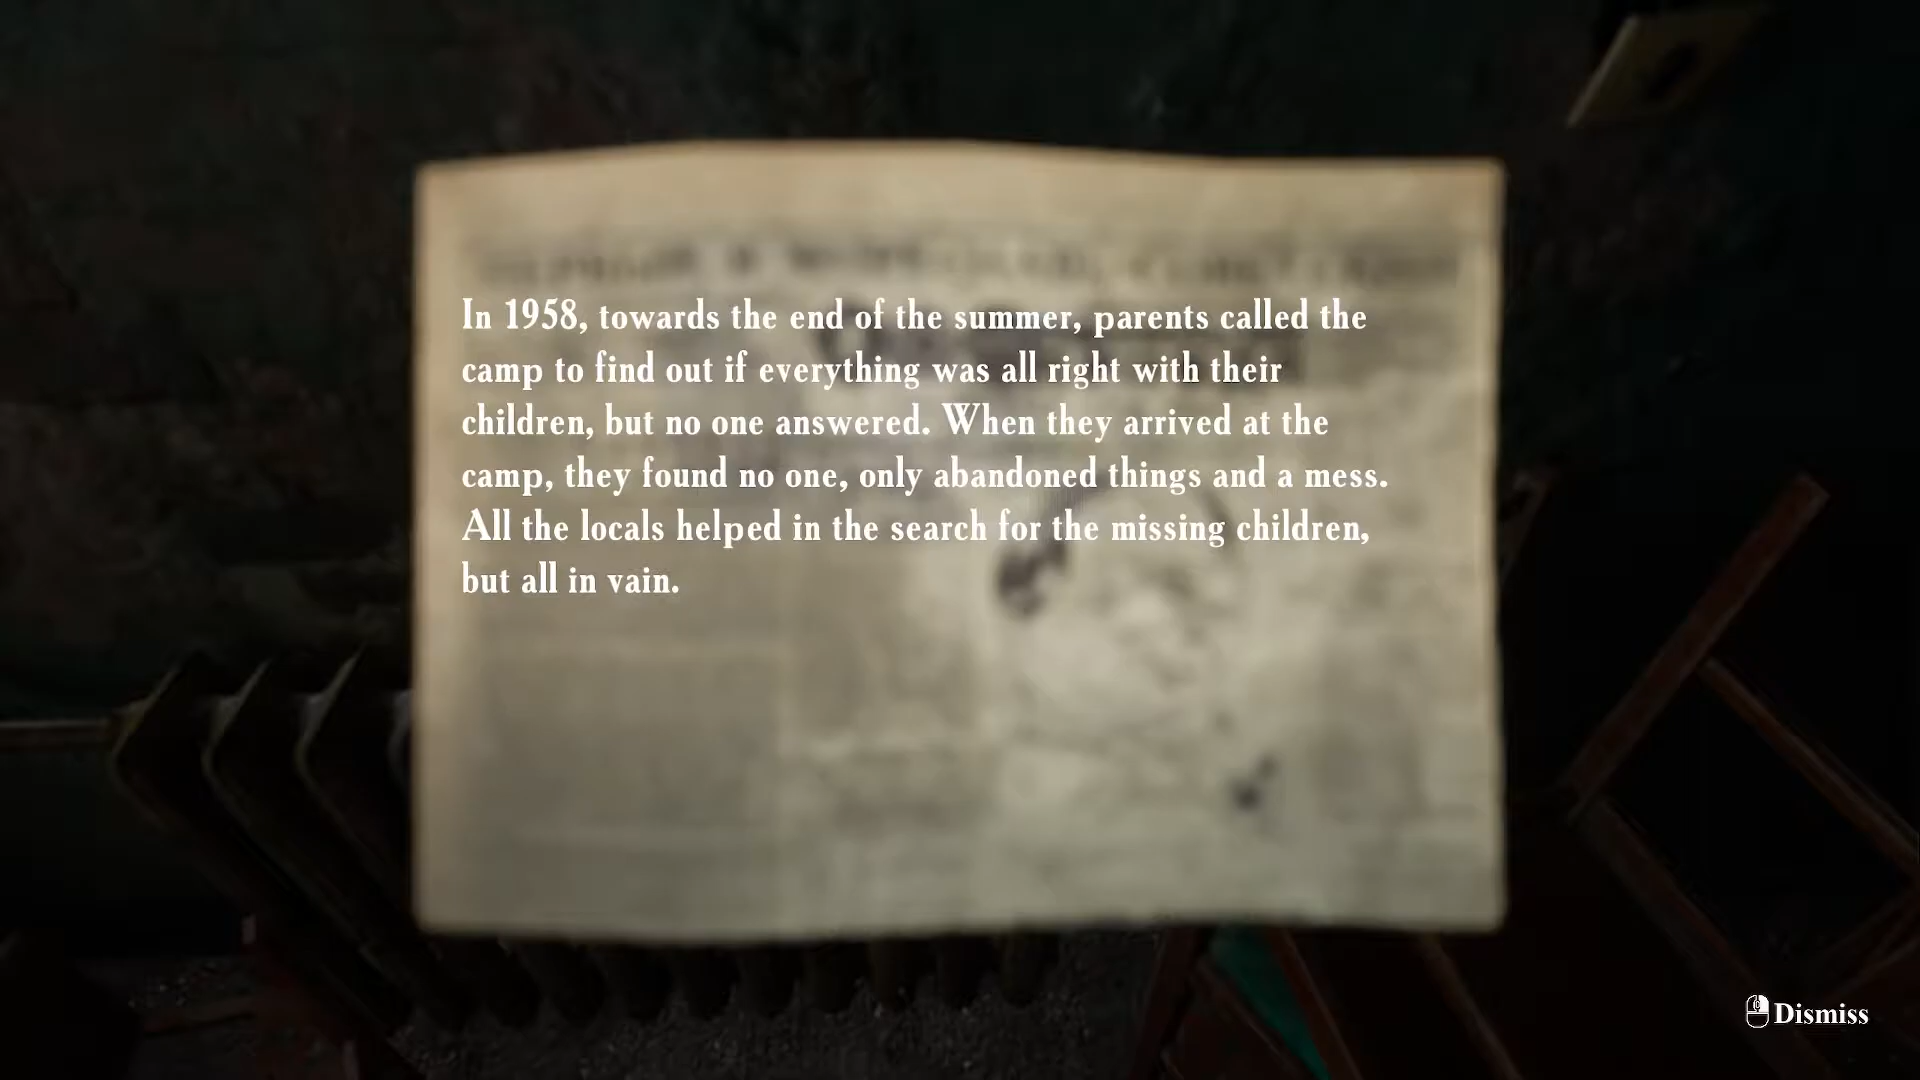 In 1958, towards the end of the summer, parents called the
camp to find out if everything was all right with their
children, but no one answered. When they arrived at the
camp, they found no one, only abandoned things and a mess.
All the locals helped in the search for the missing children,
but all in vain.
Dismiss